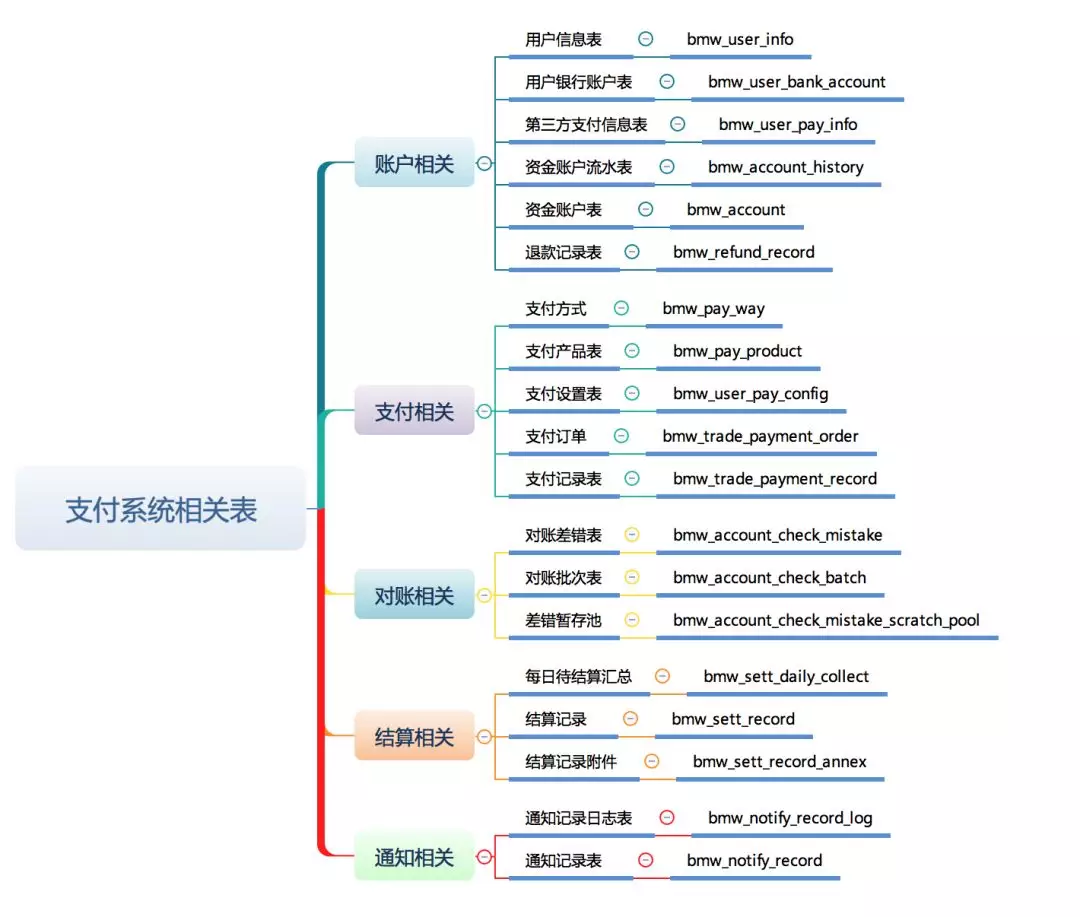 支付系统相关表
账户相关
用户信息表 bmw_user_info
用户银行账户表 bmw_user_bank_account
第三方支付信息表 bmw_user_pay_info
资金账户流水表 bmw_account_history
资金账户表 bmw_account
退款记录表 bmw_refund_record
支付相关
支付方式 bmw_pay_way
支付产品表 bmw_pay_product
支付设置表 bmw_user_pay_config
支付订单 bmw_trade_payment_order
支付记录表 bmw_trade_payment_record
对账相关
对账差错表 bmw_account_check_mistake
对账批次表 bmw_account_check_batch
差错暂存池 bmw_account_check_mistake_scratch_pool
结算相关
每日待结算汇总 bmw_sett_daily_collect
结算记录 bmw_sett_record
结算记录附件 bmw_sett_record_annex
通知相关
通知记录日志表 bmw_notify_record_log
通知记录表 bmw_notify_record